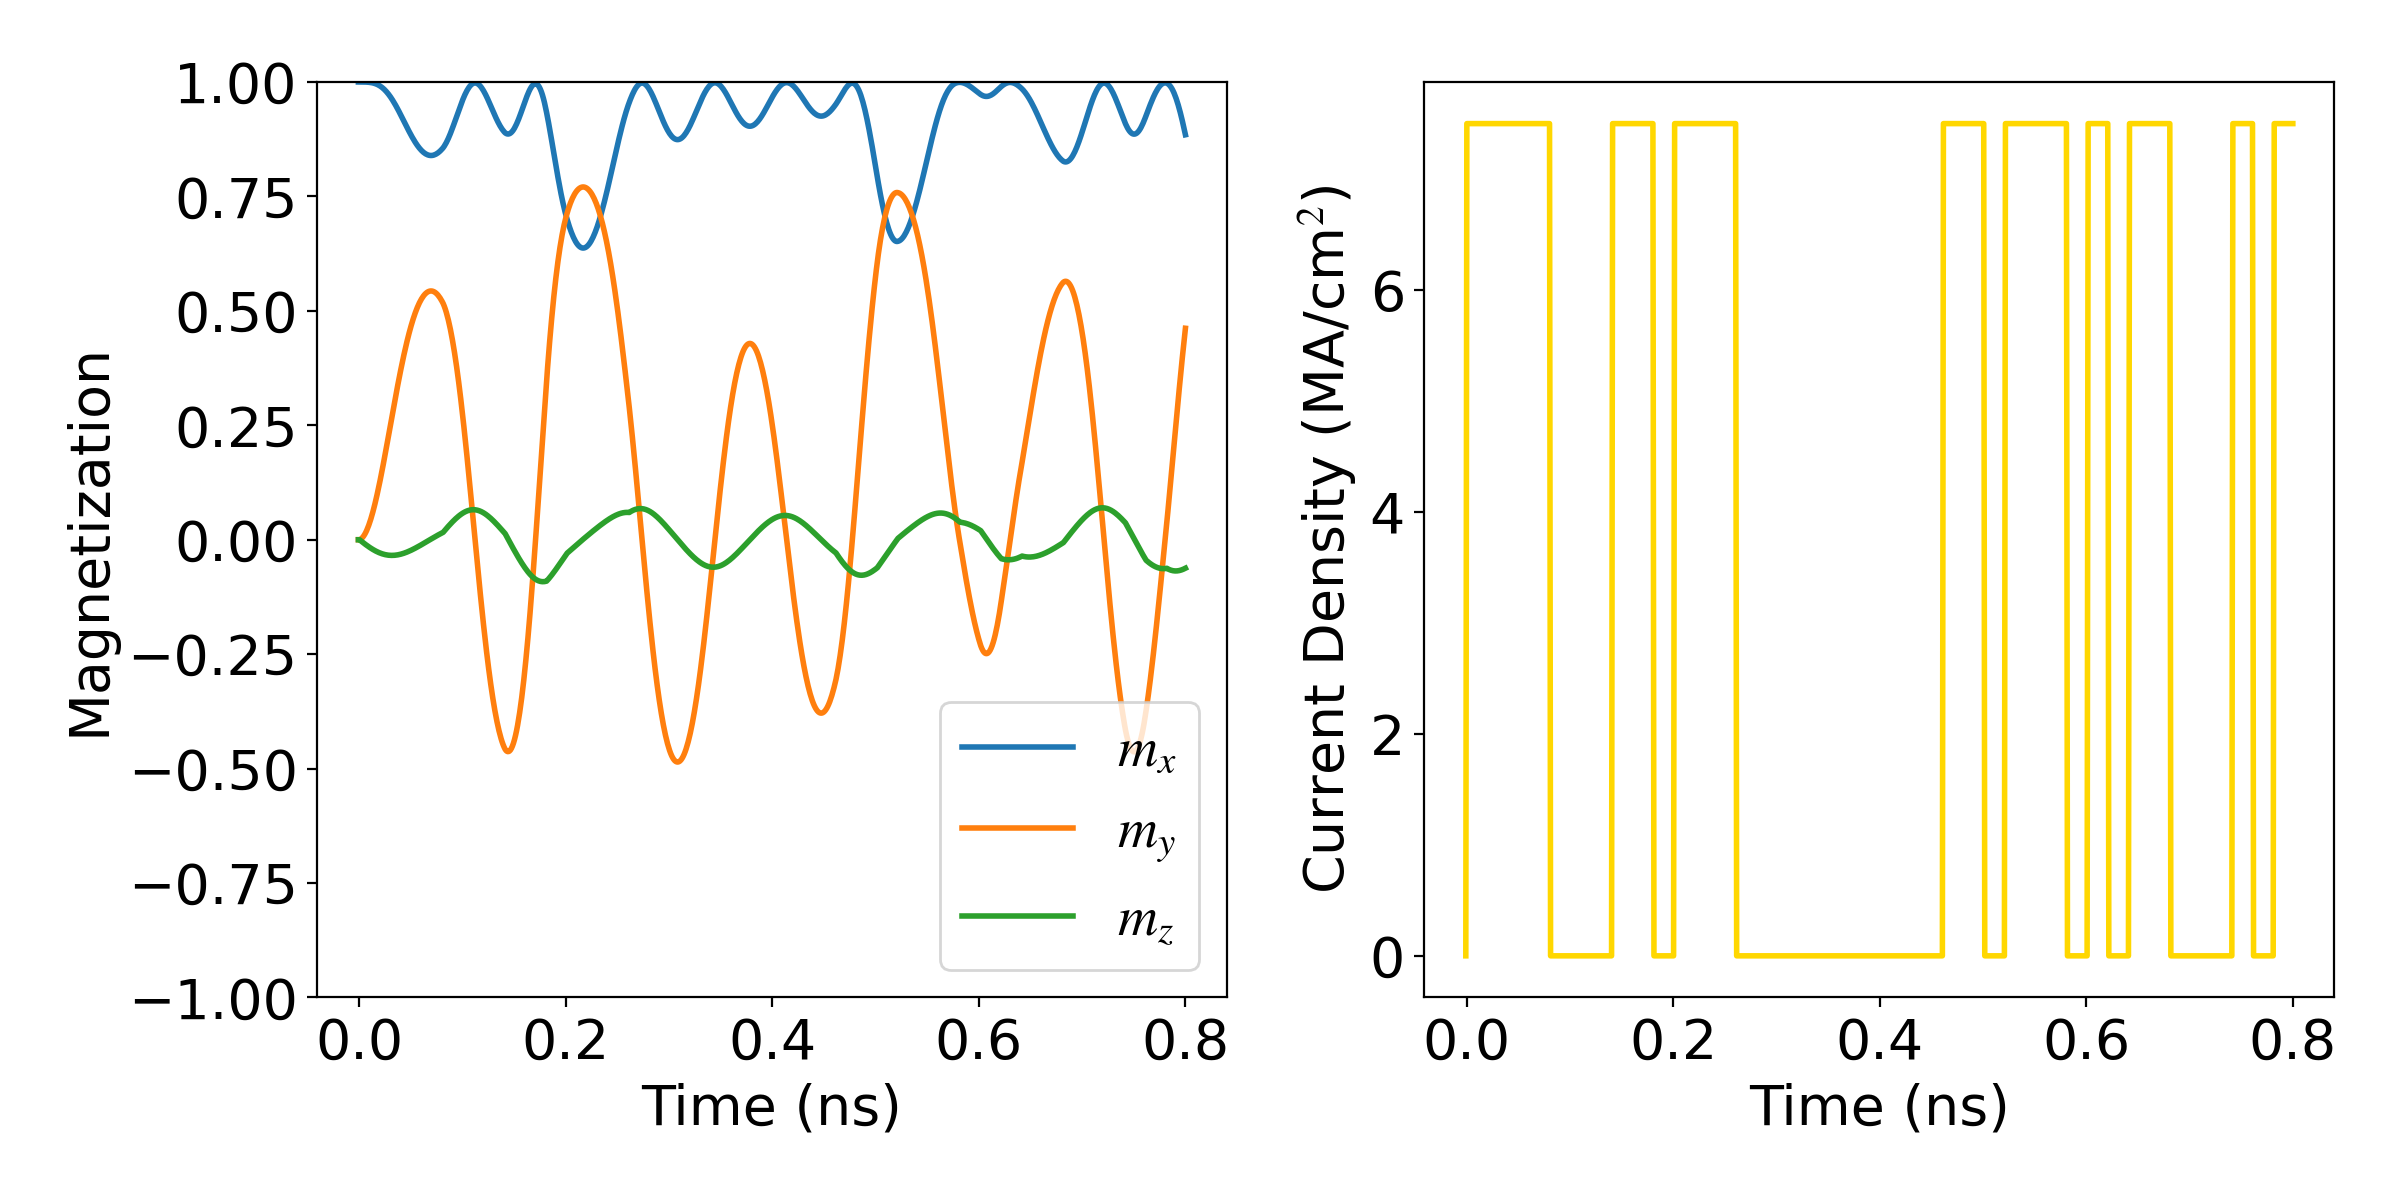 Magnetization
1.00
0.75
0.50
0.25
0.00
−0.25
−0.50
−0.75
−1.00
0.0 0.2 0.4 0.6 0.8
Time (ns)
m_x
m_y
m_z
Current Density (MA/cm²)
6
4
2
0
0.0 0.2 0.4 0.6 0.8
Time (ns)